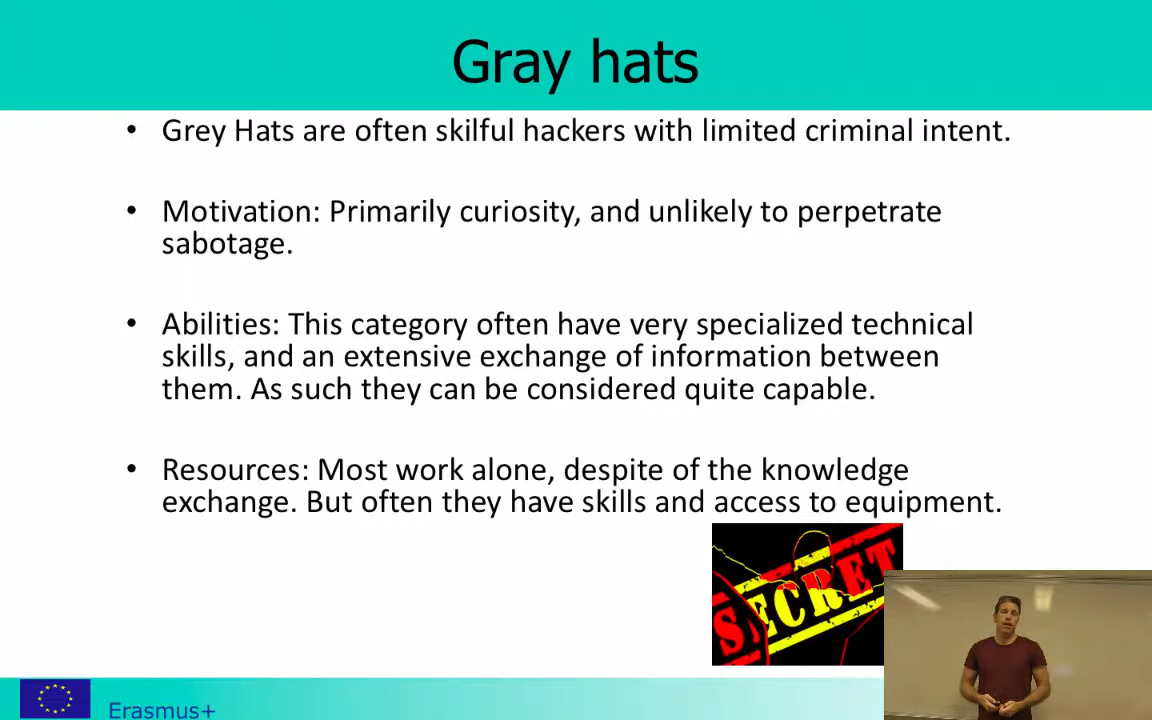 Gray hats
• Grey Hats are often skilful hackers with limited criminal intent.
• Motivation: Primarily curiosity, and unlikely to perpetrate
sabotage.
• Abilities: This category often have very specialized technical
skills, and an extensive exchange of information between
them. As such they can be considered quite capable.
• Resources: Most work alone, despite of the knowledge
exchange. But often they have skills and access to equipment.
SECRET
Erasmus+